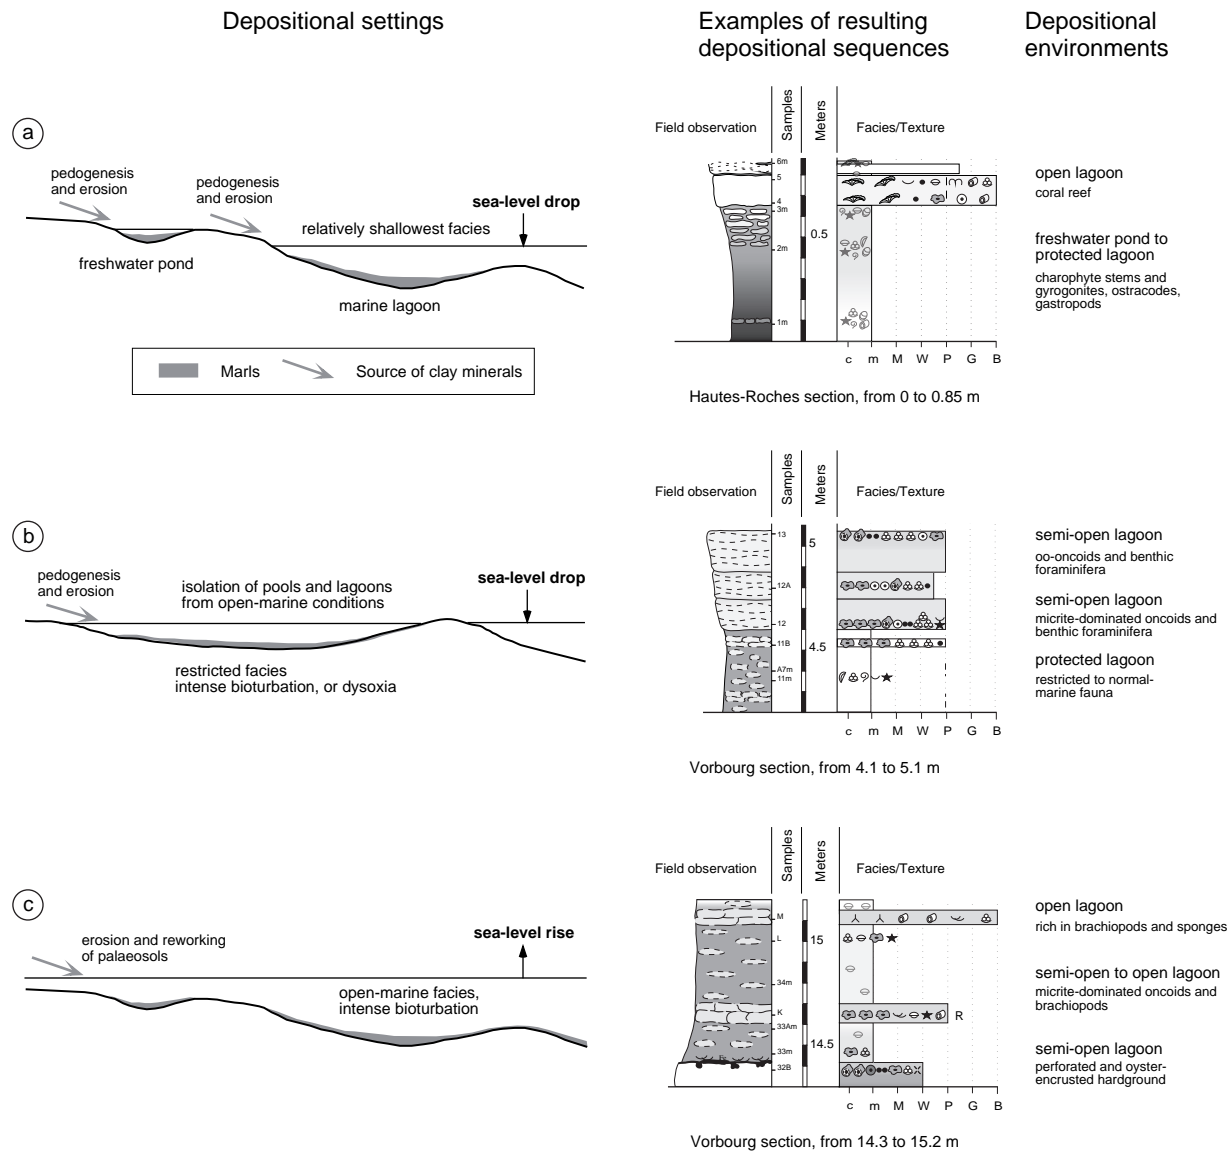 Depositional settings
Examples of resulting
depositional sequences
Depositional
environments
a
pedogenesis
and erosion
pedogenesis
and erosion
sea-level drop
relatively shallowest facies
freshwater pond
marine lagoon
Marls
Source of clay minerals
Field observation
Samples
Meters
Facies/Texture
6m
5
4
3m
2m
1m
0.5
c m M W P G B
Hautes-Roches section, from 0 to 0.85 m
open lagoon
coral reef
freshwater pond to
protected lagoon
charophyte stems and
gyrogonites, ostracodes,
gastropods
b
pedogenesis
and erosion
isolation of pools and lagoons
from open-marine conditions
sea-level drop
restricted facies
intense bioturbation, or dysoxia
Field observation
Samples
Meters
Facies/Texture
13
12A
12
11B
A7m
11m
5
4.5
c m M W P G B
Vorbourg section, from 4.1 to 5.1 m
semi-open lagoon
oo-oncoids and benthic
foraminifera
semi-open lagoon
micrite-dominated oncoids and
benthic foraminifera
protected lagoon
restricted to normal-
marine fauna
c
erosion and reworking
of palaeosols
sea-level rise
open-marine facies,
intense bioturbation
Field observation
Samples
Meters
Facies/Texture
M
L
34m
K
33Am
33m
32B
15
14.5
R
c m M W P G B
Vorbourg section, from 14.3 to 15.2 m
open lagoon
rich in brachiopods and sponges
semi-open to open lagoon
micrite-dominated oncoids and
brachiopods
semi-open lagoon
perforated and oyster-
encrusted hardground